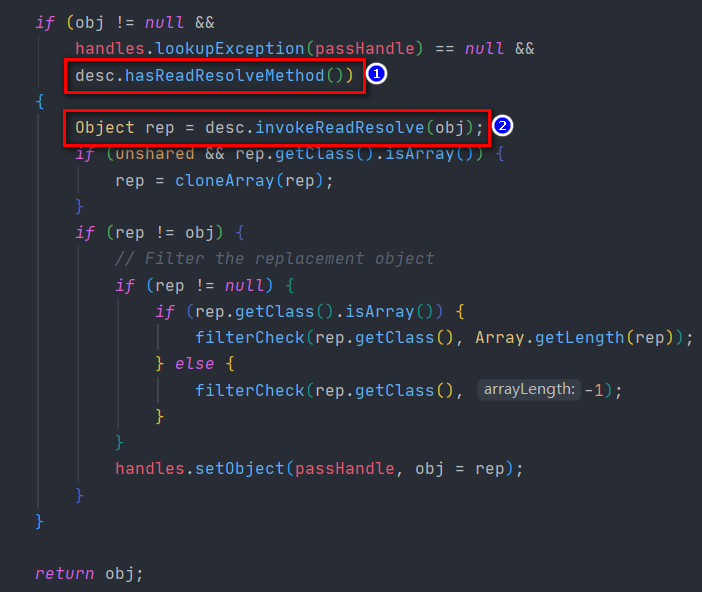 if (obj != null &&
handles.lookupException(passHandle) == null &&
desc.hasReadResolveMethod()) 1
{
Object rep = desc.invokeReadResolve(obj); 2
if (unshared && rep.getClass().isArray()) {
rep = cloneArray(rep);
}
if (rep != obj) {
// Filter the replacement object
if (rep != null) {
if (rep.getClass().isArray()) {
filterCheck(rep.getClass(), Array.getLength(rep));
} else {
filterCheck(rep.getClass(), arrayLength: -1);
}
}
handles.setObject(passHandle, obj = rep);
}
}
return obj;